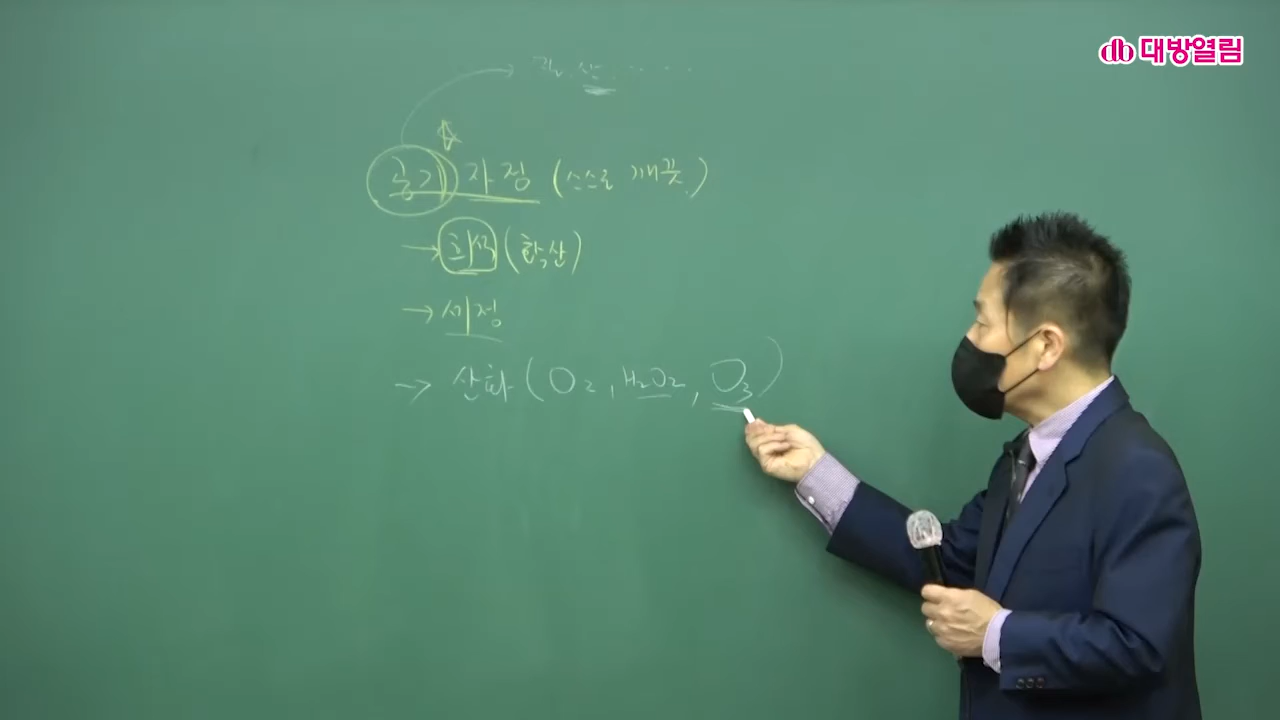 대방열림
산
공기 자정 (스스로 깨끗)
→ 희석 (확산)
→ 세정
→ 산화 (O₂, H₂O₂, O₃)